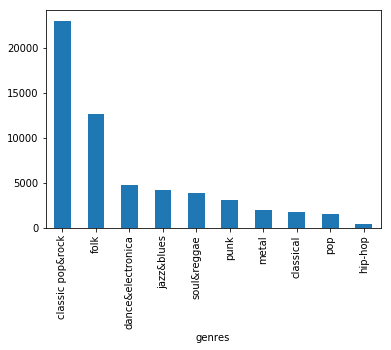 20000
15000
10000
5000
0
classic pop&rock
folk
dance&electronica
jazz&blues
soul&reggae
punk
metal
classical
pop
hip-hop
genres